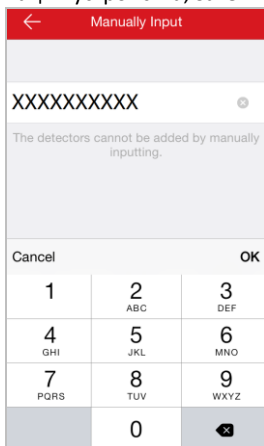 Manually Input
XXXXXXXXXX
The detectors cannot be added by manually
inputting.
Cancel OK
1 2 3
ABC DEF
4 5 6
GHI JKL MNO
7 8 9
PQRS TUV WXYZ
0